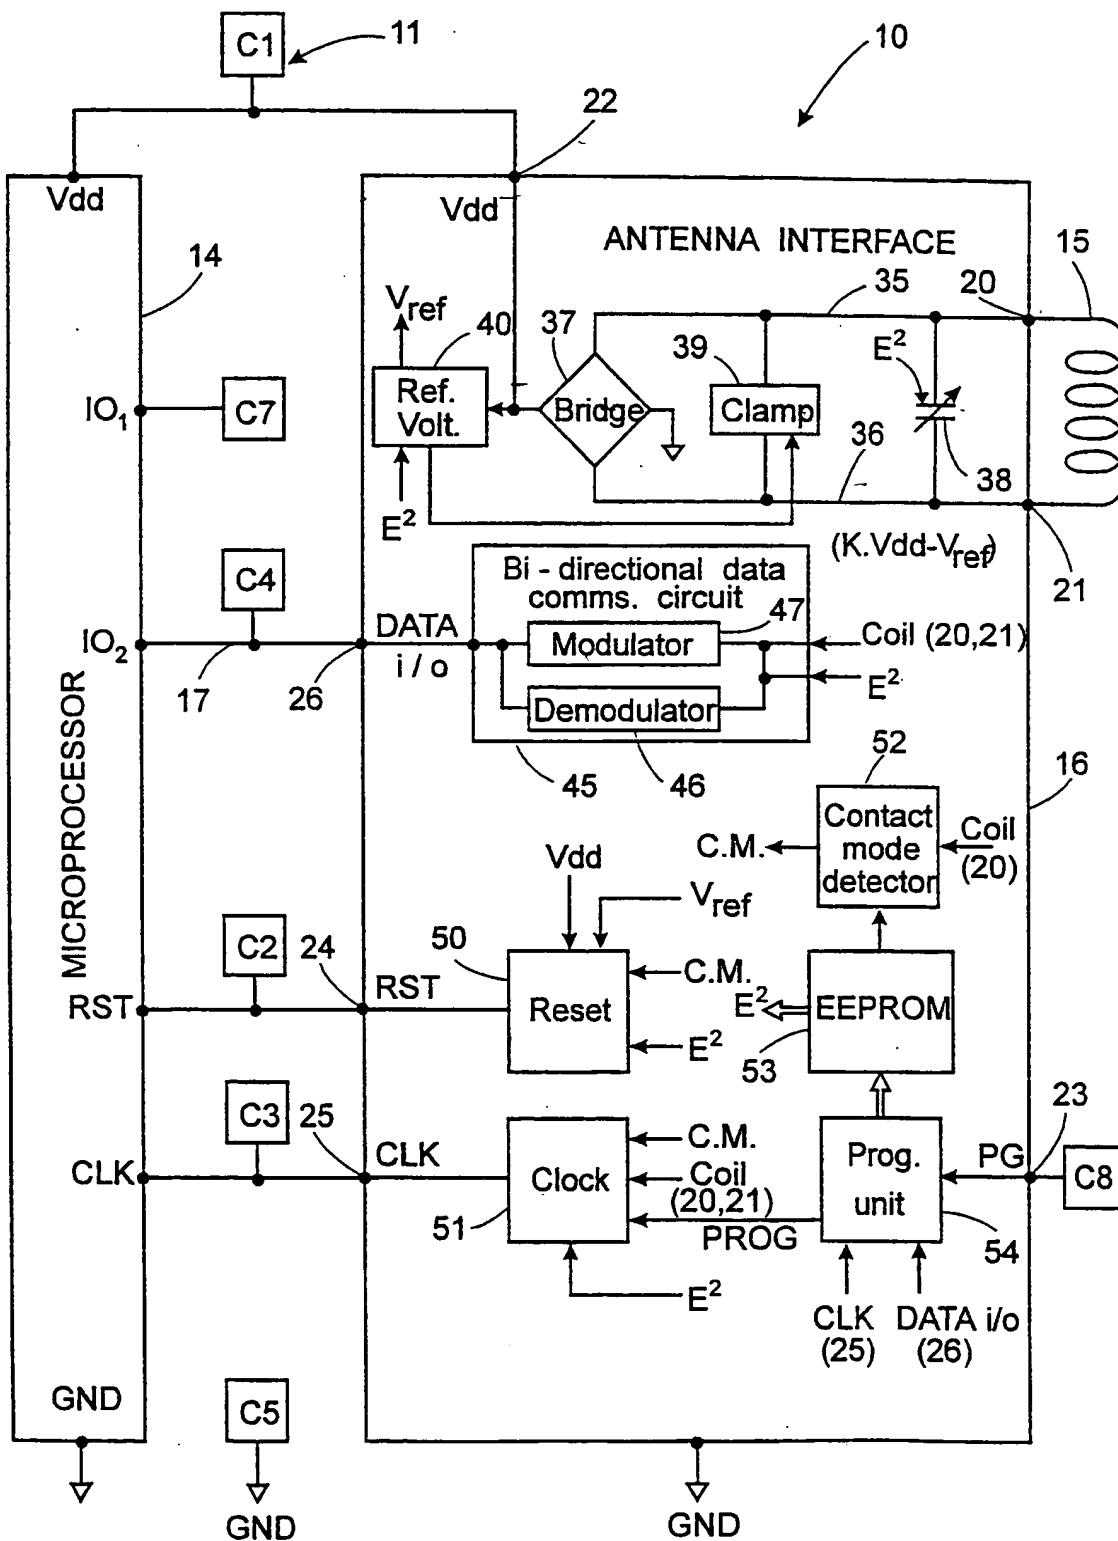 C1
11
10
22
Vdd
Vdd
ANTENNA INTERFACE
14
35
20
15
Vref
40
37
39
E²
Ref.
Volt.
Bridge
Clamp
IO₁
C7
36
38
E²
(K.Vdd-Vref)
21
C4
Bi - directional data
comms. circuit
47
IO₂
DATA
i / o
Modulator
Coil (20,21)
17
26
E²
Demodulator
45
46
52
16
MICROPROCESSOR
Contact
mode
detector
Coil
(20)
C.M.
Vdd
Vref
C2
24
50
C.M.
RST
RST
Reset
E²
EEPROM
E²
53
C3
25
23
C.M.
CLK
CLK
Clock
Coil
(20,21)
Prog.
unit
PG
C8
51
PROG
54
E²
CLK
(25)
DATA i/o
(26)
GND
C5
GND
GND